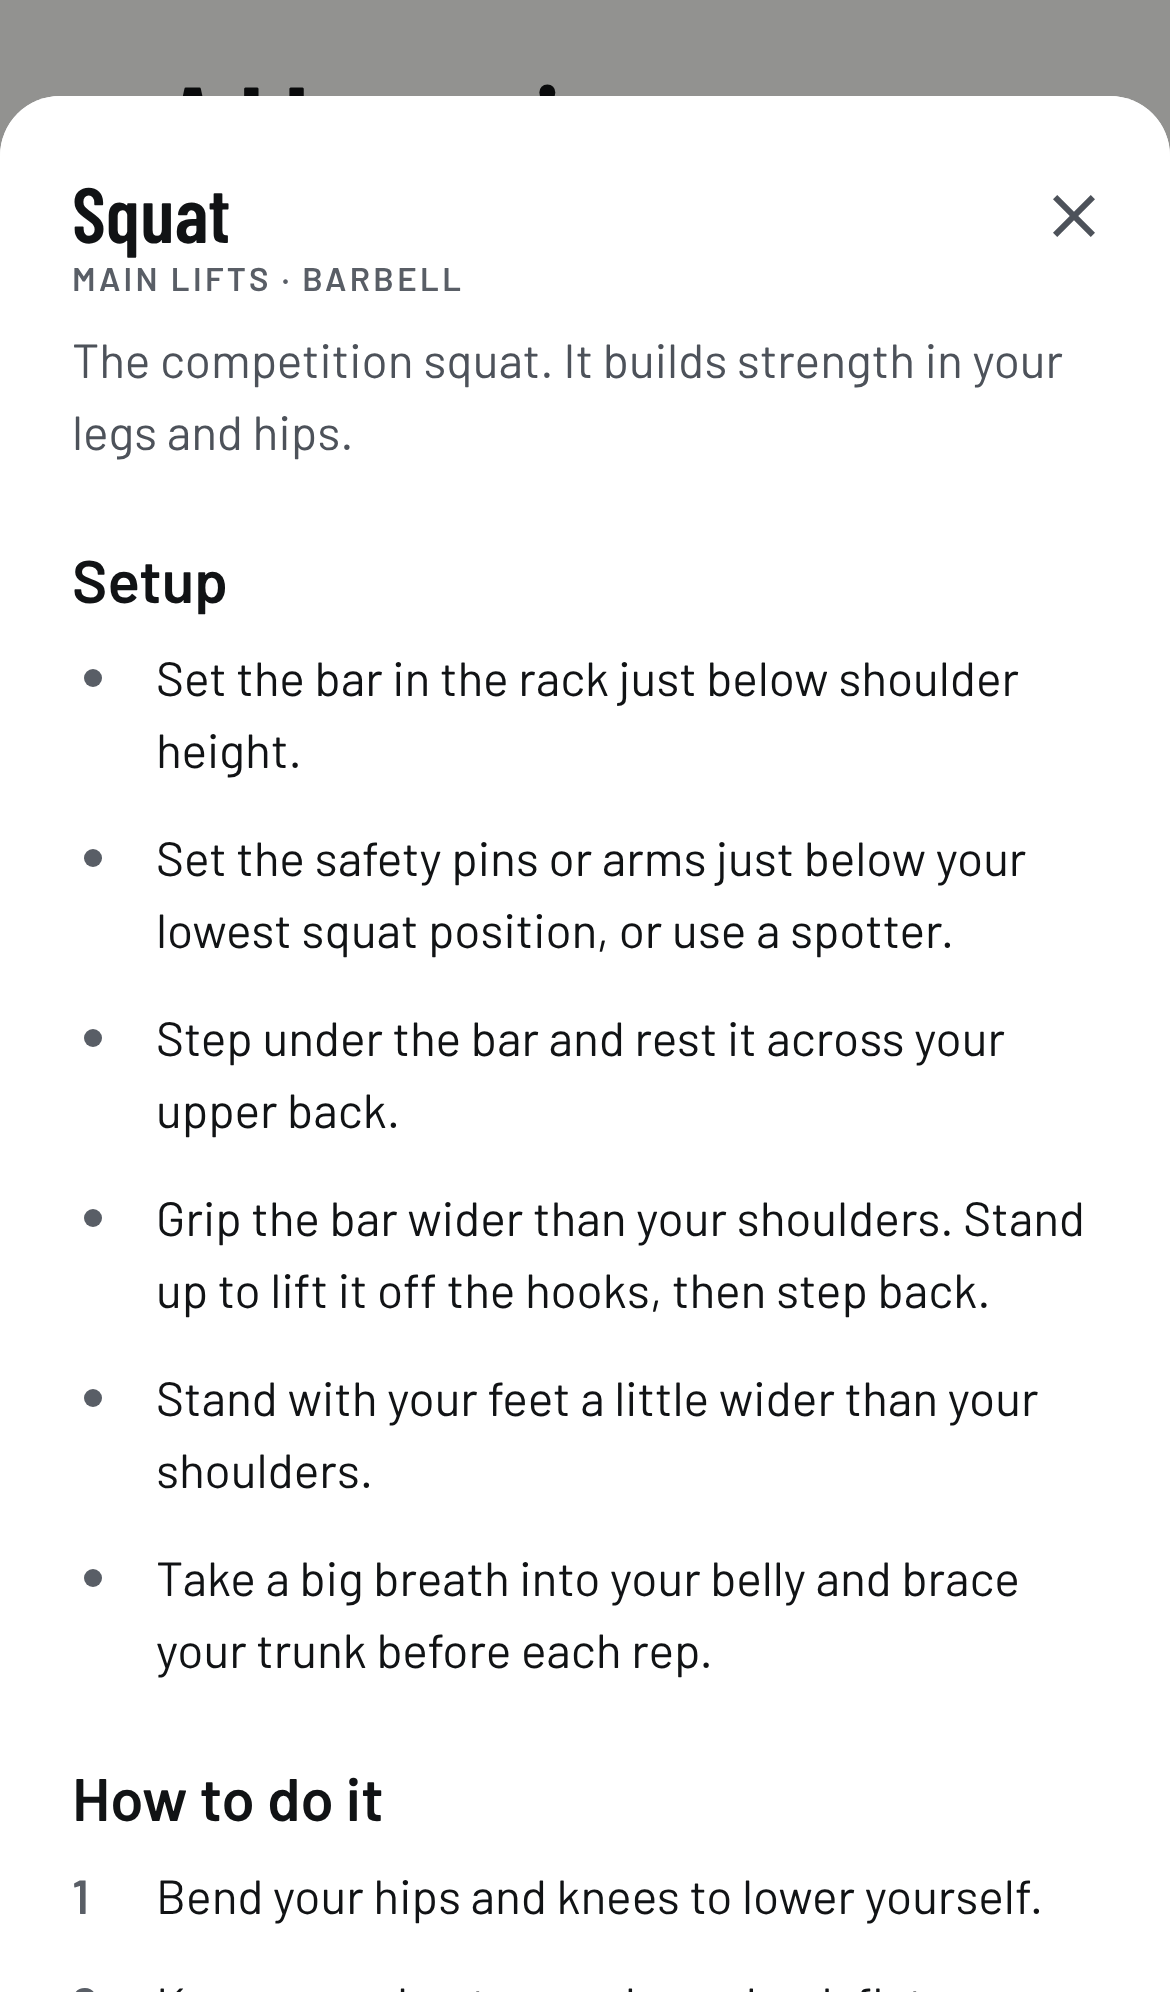 Squat
MAIN LIFTS · BARBELL
The competition squat. It builds strength in your
legs and hips.
Setup
• Set the bar in the rack just below shoulder
height.
• Set the safety pins or arms just below your
lowest squat position, or use a spotter.
• Step under the bar and rest it across your
upper back.
• Grip the bar wider than your shoulders. Stand
up to lift it off the hooks, then step back.
• Stand with your feet a little wider than your
shoulders.
• Take a big breath into your belly and brace
your trunk before each rep.
How to do it
1 Bend your hips and knees to lower yourself.